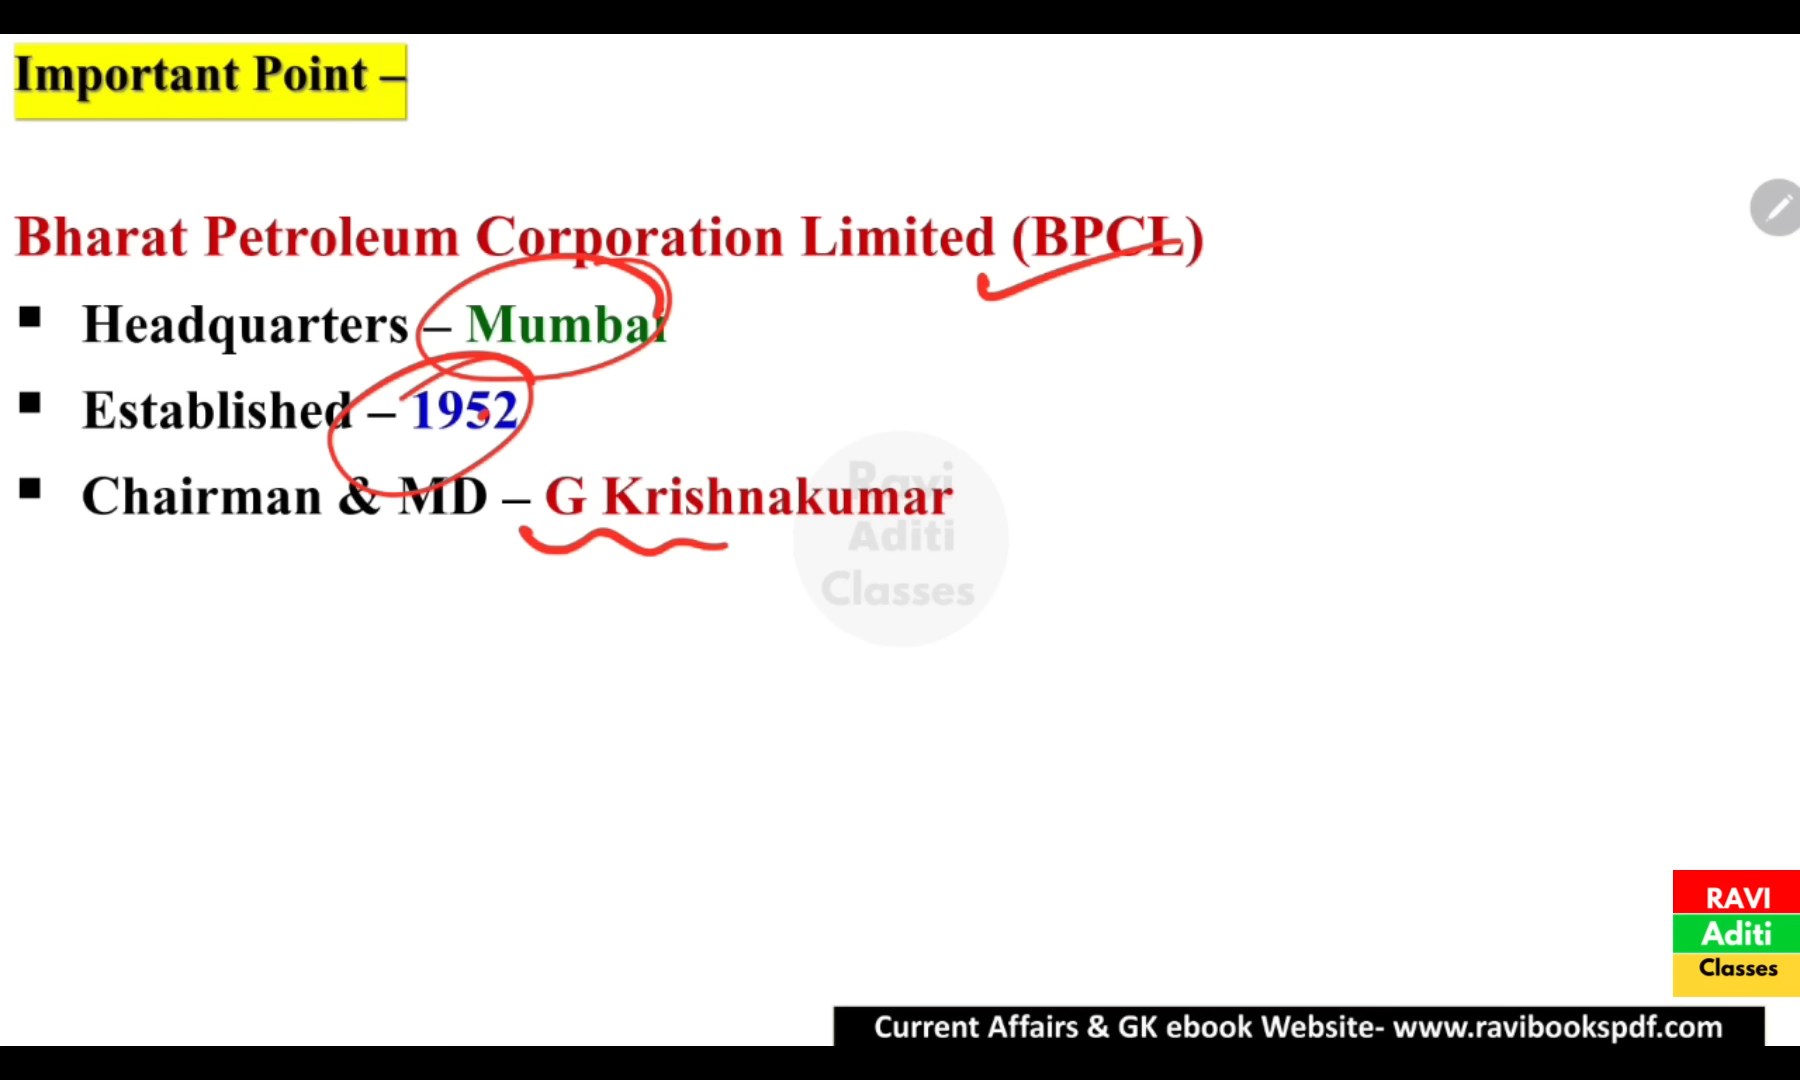 Important Point –
Bharat Petroleum Corporation Limited (BPCL)
▪ Headquarters – Mumbai
▪ Established – 1952
▪ Chairman & MD – G Krishnakumar
Ravi
Aditi
Classes
RAVI
Aditi
Classes
Current Affairs & GK ebook Website- www.ravibookspdf.com